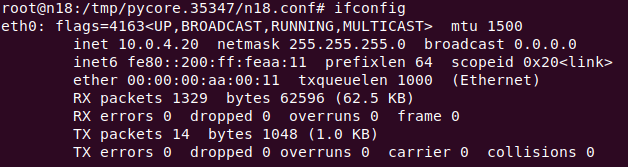 root@n18:/tmp/pycore.35347/n18.conf# ifconfig
eth0: flags=4163<UP,BROADCAST,RUNNING,MULTICAST>  mtu 1500
        inet 10.0.4.20  netmask 255.255.255.0  broadcast 0.0.0.0
        inet6 fe80::200:ff:feaa:11  prefixlen 64  scopeid 0x20<link>
        ether 00:00:00:aa:00:11  txqueuelen 1000  (Ethernet)
        RX packets 1329  bytes 62596 (62.5 KB)
        RX errors 0  dropped 0  overruns 0  frame 0
        TX packets 14  bytes 1048 (1.0 KB)
        TX errors 0  dropped 0 overruns 0  carrier 0  collisions 0